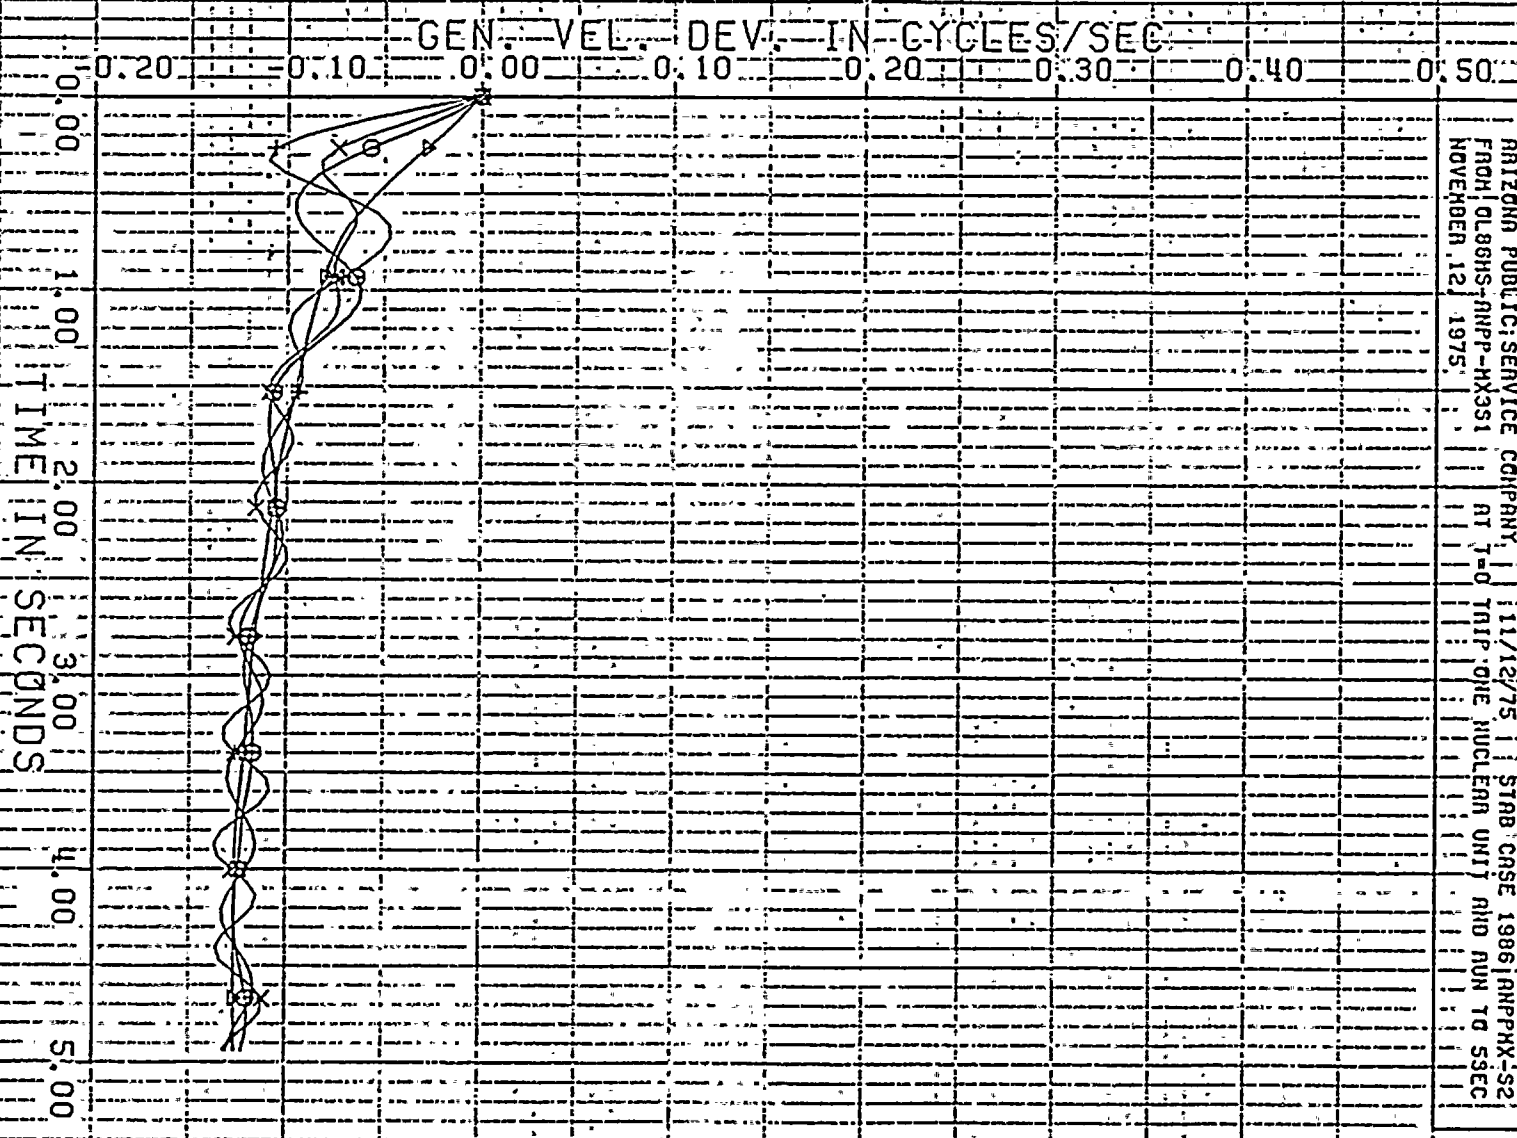 GEN. VEL. DEV. IN CYCLES/SEC
-0.20 -0.10 0.00 0.10 0.20 0.30 0.40 0.50
0.00 1.00 2.00 3.00 4.00 5.00
TIME IN SECONDS
ARIZONA PUBLIC SERVICE COMPANY 11/12/75 STAB CASE 1986 ANPPMX-S2
FROM OL86HS-ANPP-MX3S1 AT T=0 TRIP ONE NUCLEAR UNIT AND RUN TO 5SEC
NOVEMBER 12, 1975